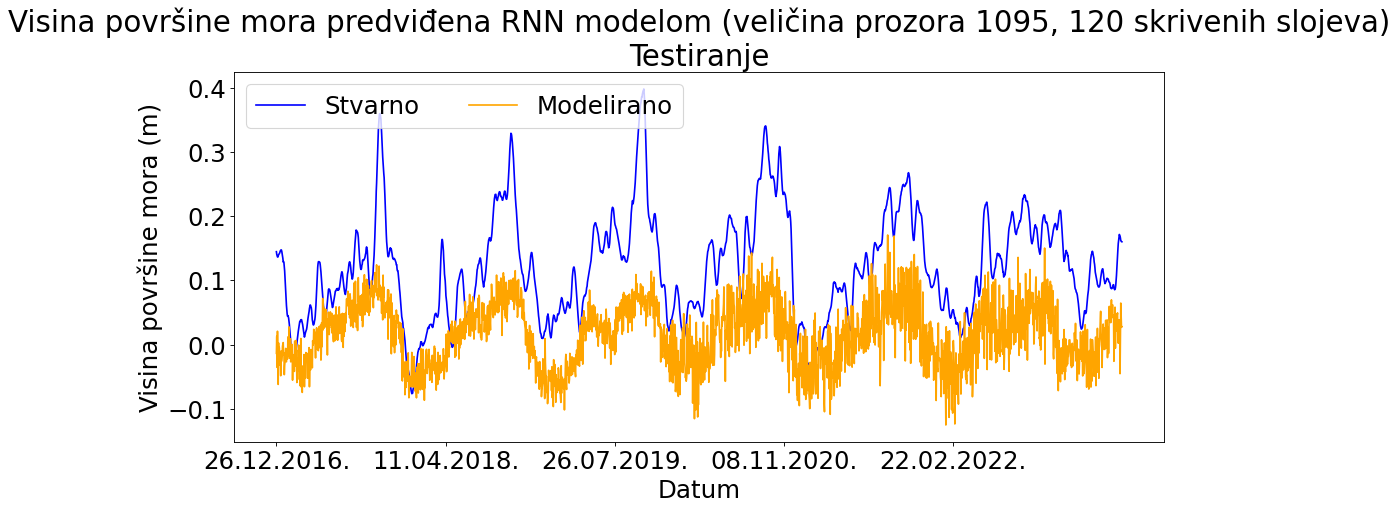 Visina površine mora predviđena RNN modelom (veličina prozora 1095, 120 skrivenih slojeva)
Testiranje
Stvarno Modelirano
Visina površine mora (m)
0.4
0.3
0.2
0.1
0.0
−0.1
26.12.2016. 11.04.2018. 26.07.2019. 08.11.2020. 22.02.2022.
Datum